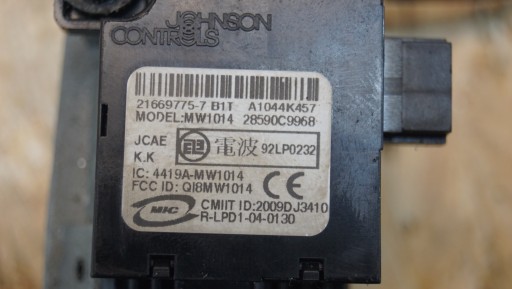 JOHNSON
CONTROLS
21669775-7 B1T A1044K457
MODEL:MW1014 28590C9968
JCAE
K.K
電波 92LP0232
IC: 4419A-MW1014
FCC ID: QI8MW1014
CE
MIC
CMIIT ID:2009DJ3410
R-LPD1-04-0130